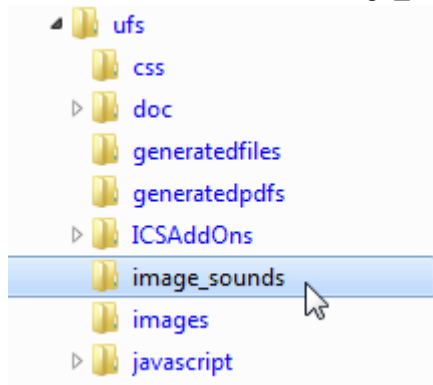 ufs
css
doc
generatedfiles
generatedpdfs
ICSAddOns
image_sounds
images
javascript